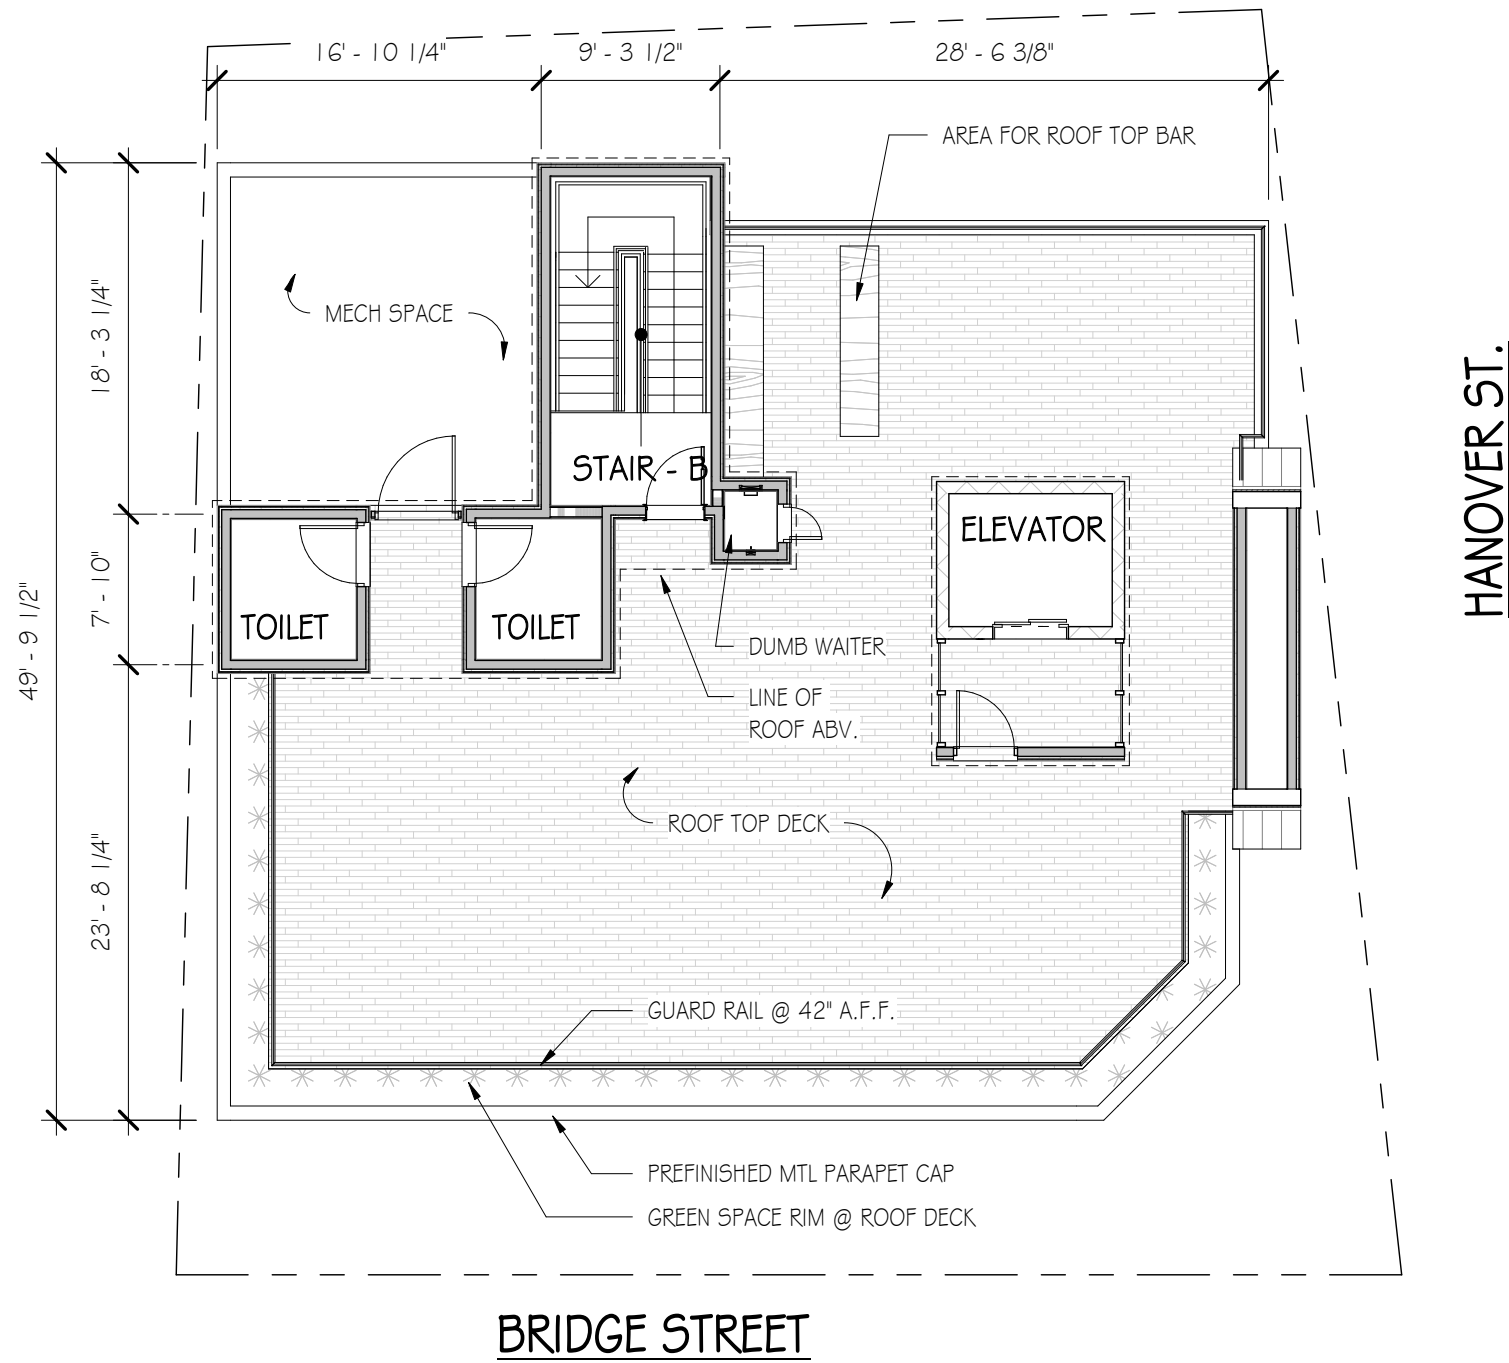 16' - 10 1/4"
9' - 3 1/2"
28' - 6 3/8"
AREA FOR ROOF TOP BAR
18' - 3 1/4"
MECH SPACE
HANOVER ST.
STAIR - B
ELEVATOR
7' - 10"
49' - 9 1/2"
TOILET
TOILET
DUMB WAITER
LINE OF
ROOF ABV.
ROOF TOP DECK
23' - 8 1/4"
GUARD RAIL @ 42" A.F.F.
PREFINISHED MTL PARAPET CAP
GREEN SPACE RIM @ ROOF DECK
BRIDGE STREET